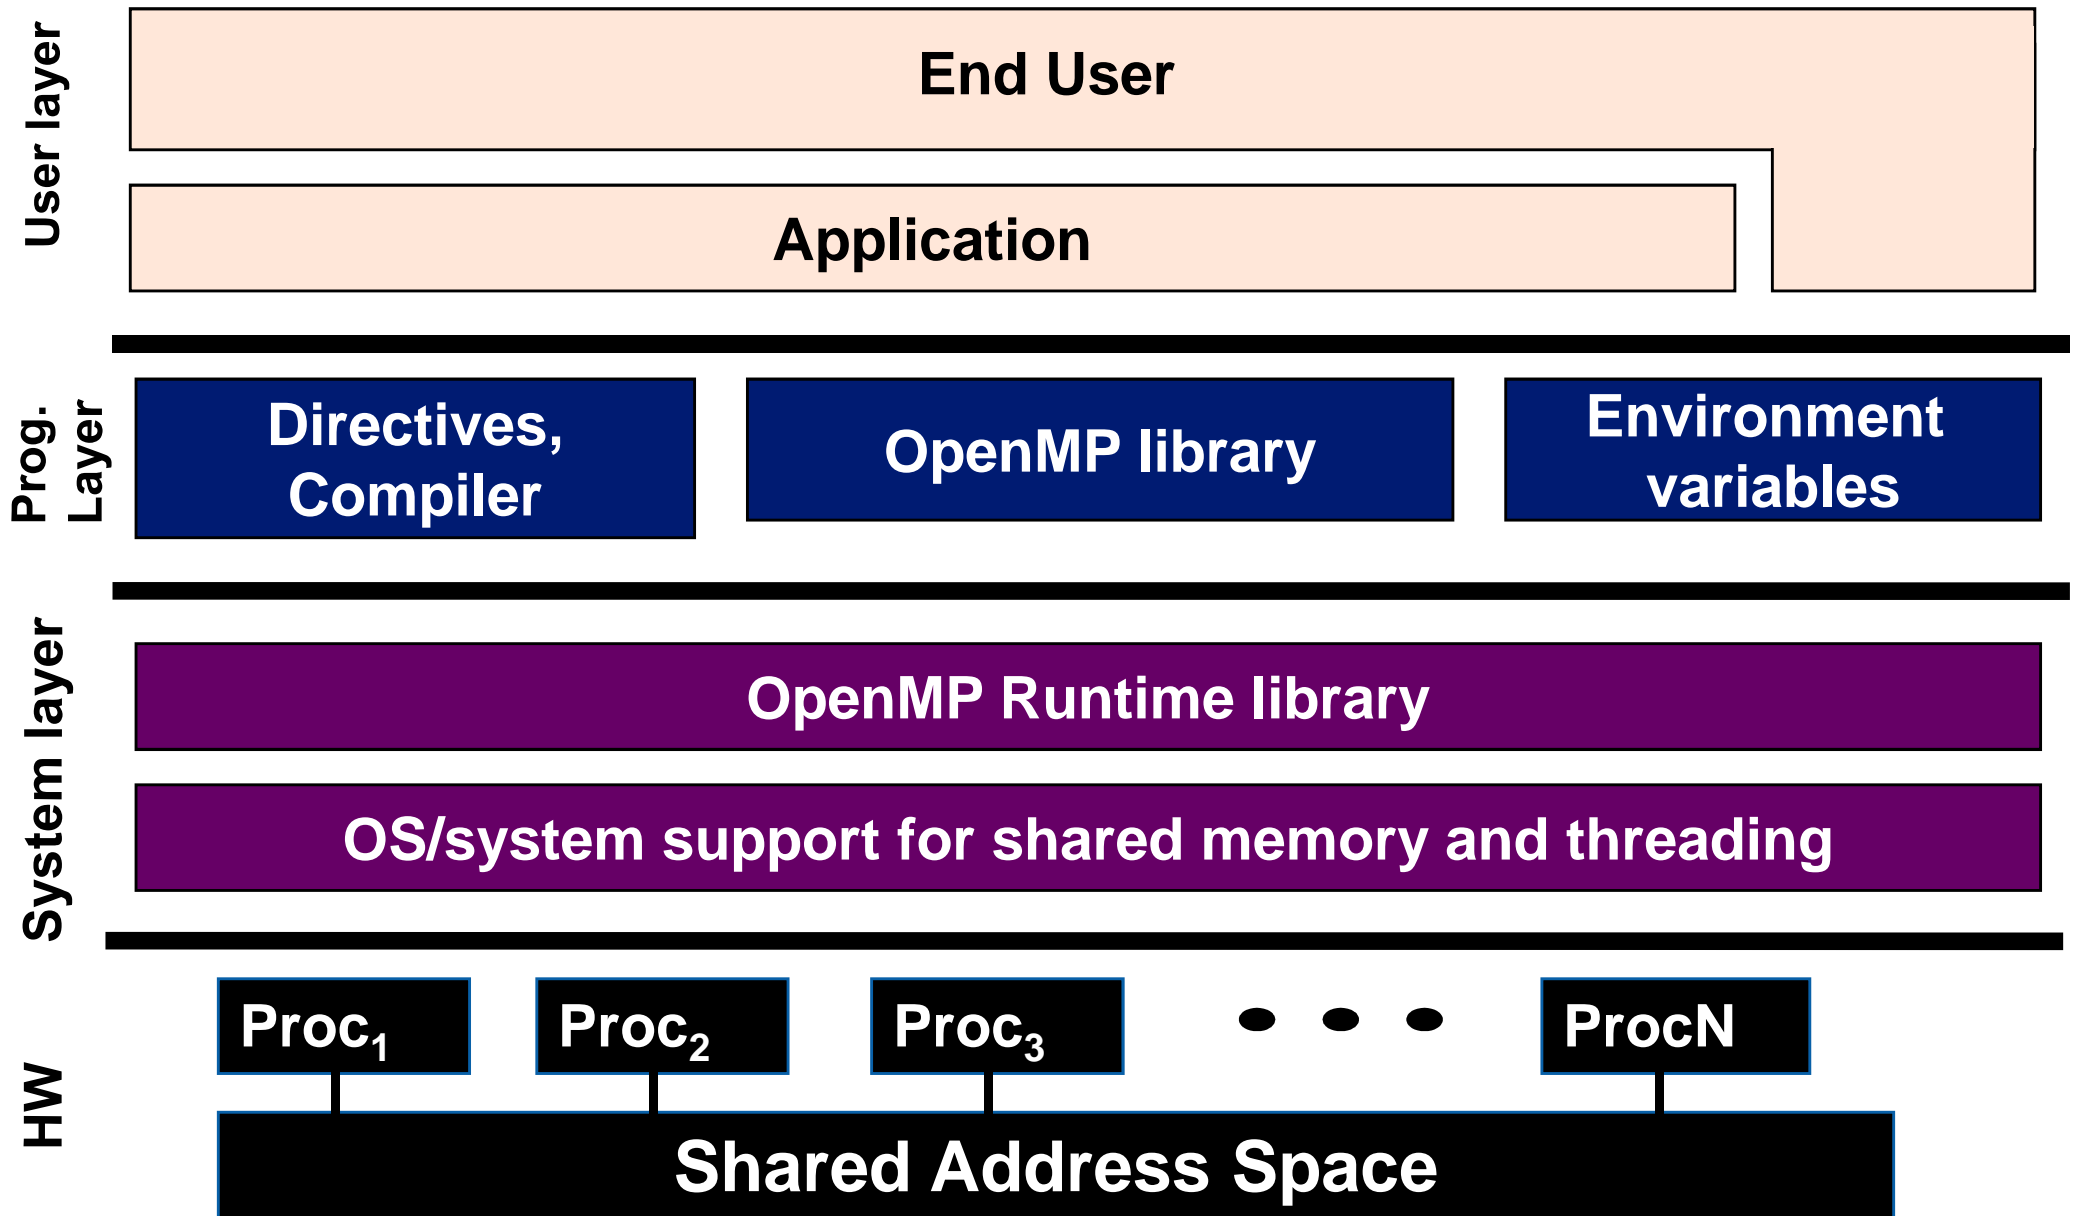 User layer
End User
Application
Prog.
Layer
Directives,
Compiler
OpenMP library
Environment
variables
System layer
OpenMP Runtime library
OS/system support for shared memory and threading
HW
Proc1
Proc2
Proc3
ProcN
Shared Address Space